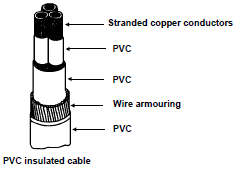 Stranded copper conductors
PVC
PVC
Wire armouring
PVC
PVC insulated cable